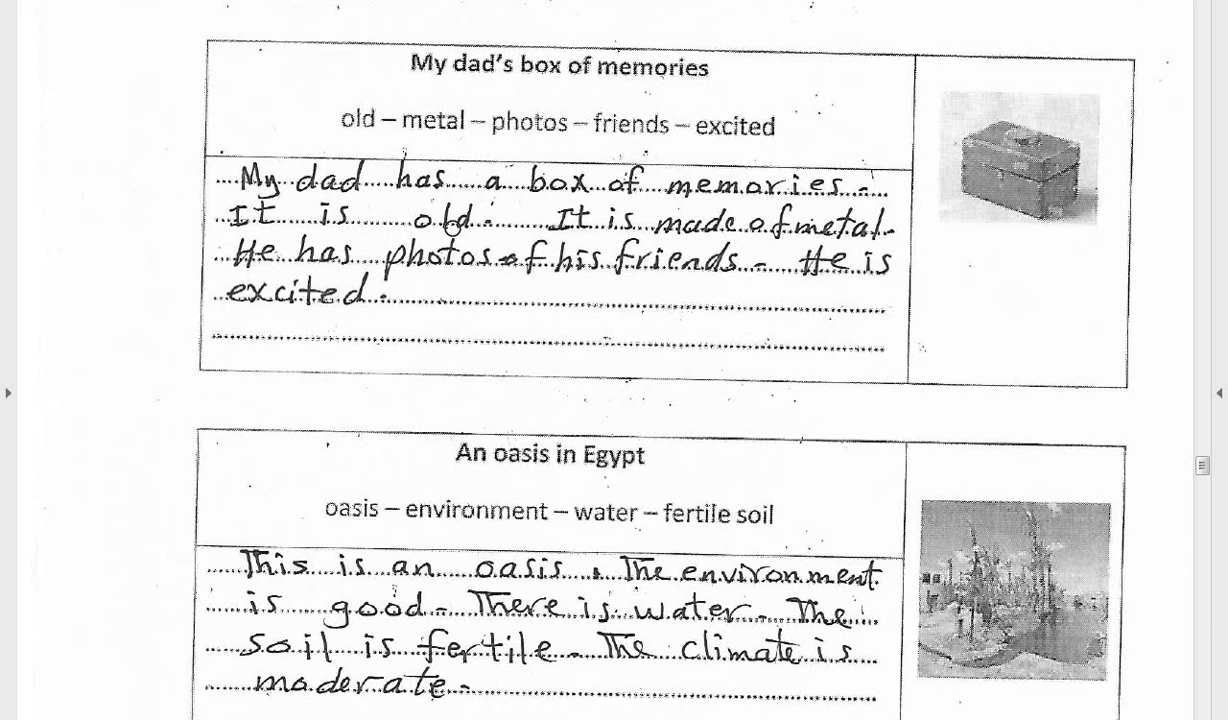 My dad's box of memories
old – metal – photos – friends – excited
My dad has a box of memories.
It is old. It is made of metal.
He has photos of his friends. He is
excited.
An oasis in Egypt
oasis – environment – water – fertile soil
This is an oasis. The environment
is good. There is water. The
soil is fertile. The climate is
moderate.